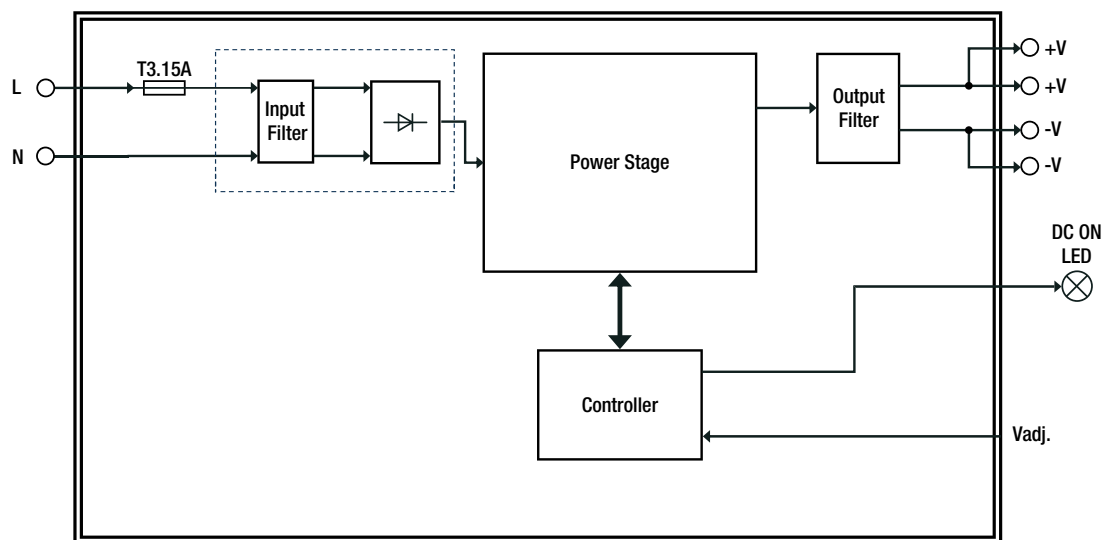 T3.15A
L
N
Input
Filter
Power Stage
Output
Filter
+V
+V
-V
-V
DC ON
LED
Controller
Vadj.